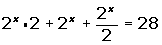 2ˣ·2 + 2ˣ + 2ˣ/2 = 28